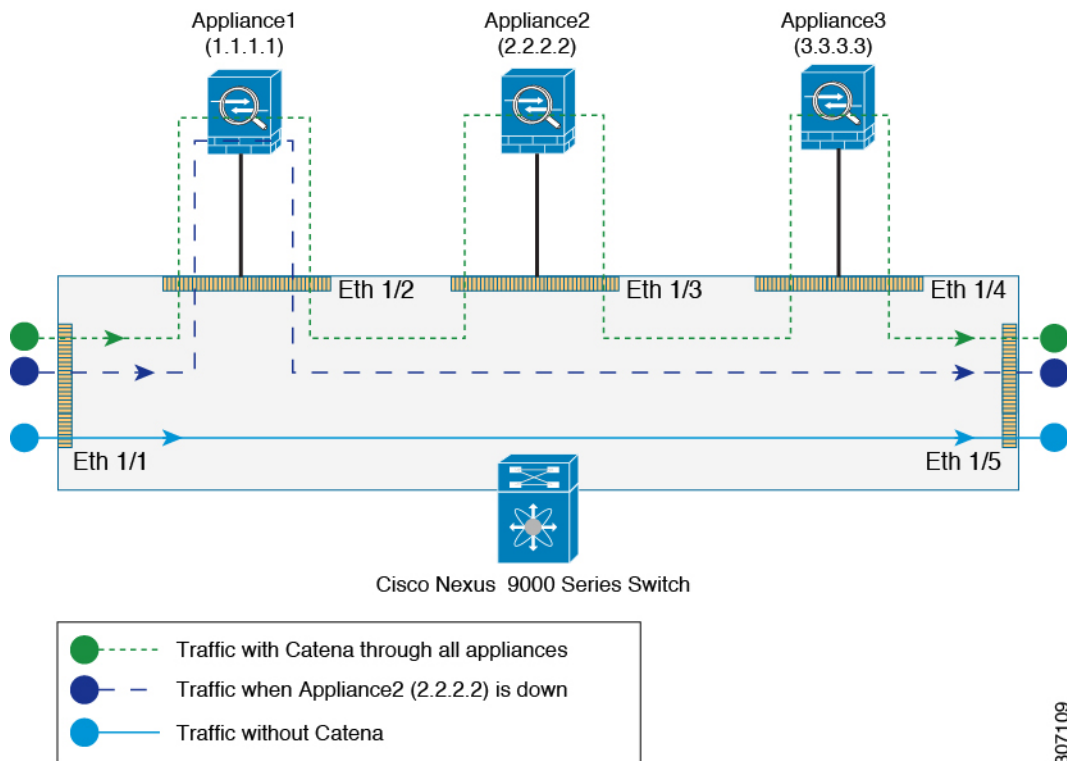 Appliance1
(1.1.1.1)
Appliance2
(2.2.2.2)
Appliance3
(3.3.3.3)
Eth 1/2
Eth 1/3
Eth 1/4
Eth 1/1
Eth 1/5
Cisco Nexus  9000 Series Switch
Traffic with Catena through all appliances
Traffic when Appliance2 (2.2.2.2) is down
Traffic without Catena
307109